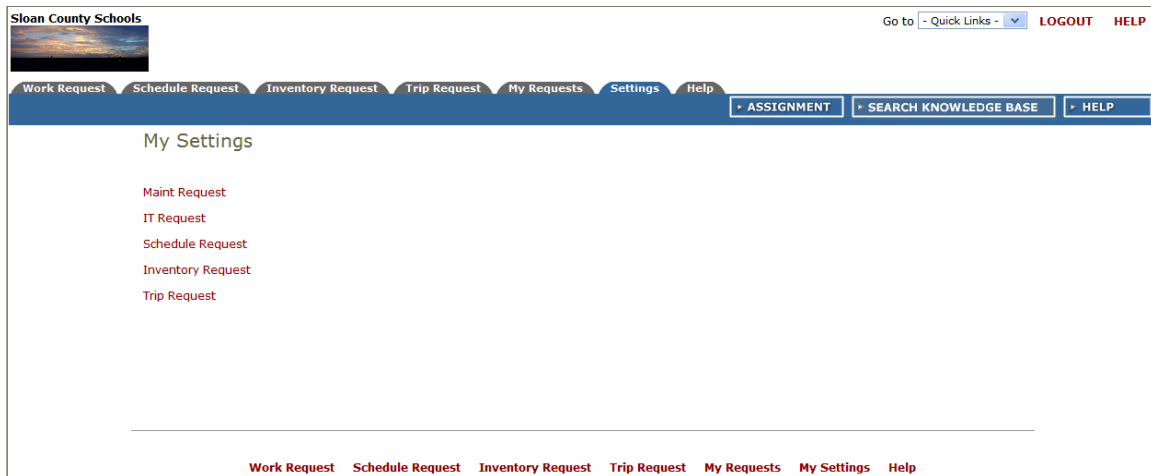 Sloan County Schools
Go to - Quick Links - LOGOUT HELP
Work Request Schedule Request Inventory Request Trip Request My Requests Settings Help
ASSIGNMENT SEARCH KNOWLEDGE BASE HELP
My Settings
Maint Request
IT Request
Schedule Request
Inventory Request
Trip Request
Work Request Schedule Request Inventory Request Trip Request My Requests My Settings Help